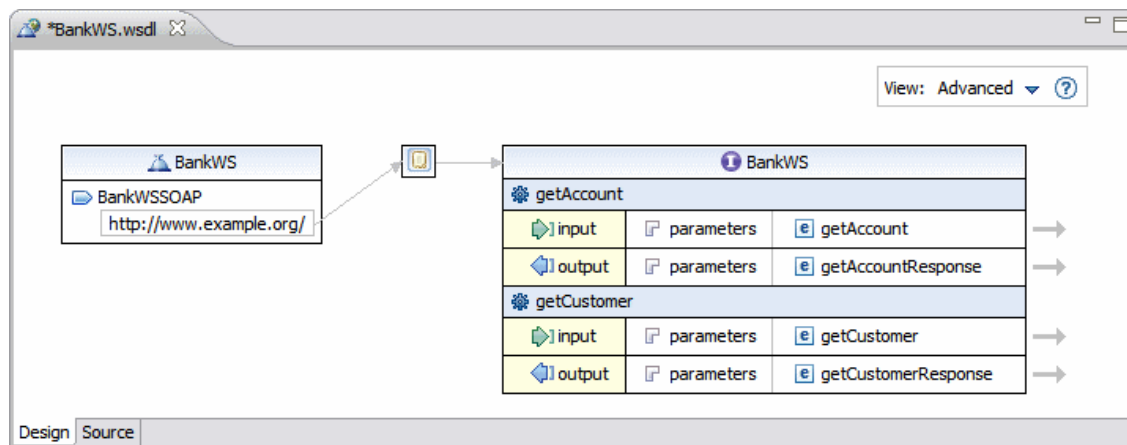 *BankWS.wsdl
View: Advanced
BankWS
BankWSSOAP
http://www.example.org/
BankWS
getAccount
input parameters e getAccount
output parameters e getAccountResponse
getCustomer
input parameters e getCustomer
output parameters e getCustomerResponse
Design Source